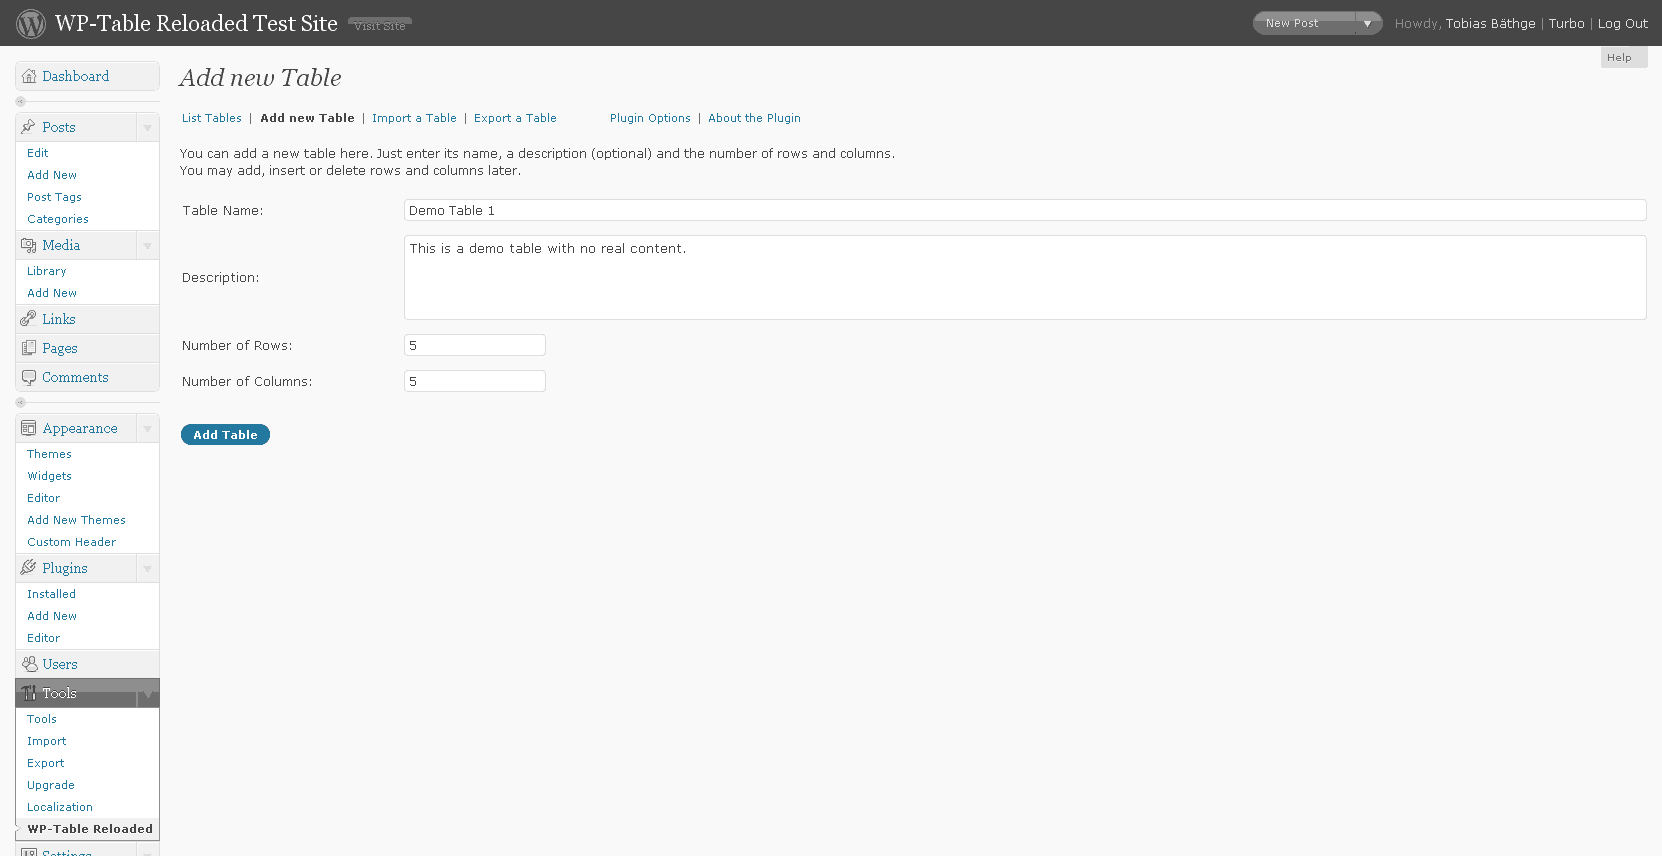 WP-Table Reloaded Test Site Visit Site
New Post Howdy, Tobias Bäthge | Turbo | Log Out
Help
Dashboard
Posts
Edit
Add New
Post Tags
Categories
Media
Library
Add New
Links
Pages
Comments
Appearance
Themes
Widgets
Editor
Add New Themes
Custom Header
Plugins
Installed
Add New
Editor
Users
Tools
Tools
Import
Export
Upgrade
Localization
WP-Table Reloaded
Settings
Add new Table
List Tables | Add new Table | Import a Table | Export a Table Plugin Options | About the Plugin
You can add a new table here. Just enter its name, a description (optional) and the number of rows and columns.
You may add, insert or delete rows and columns later.
Table Name: Demo Table 1
Description: This is a demo table with no real content.
Number of Rows: 5
Number of Columns: 5
Add Table